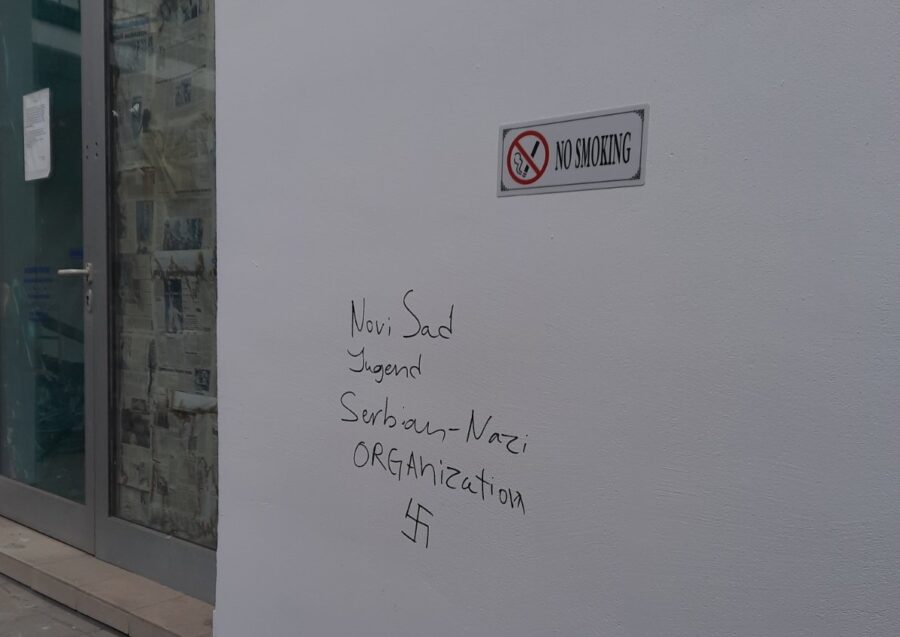 NO SMOKING
Novi Sad
Jugend
Serbian-Nazi
ORGAnization